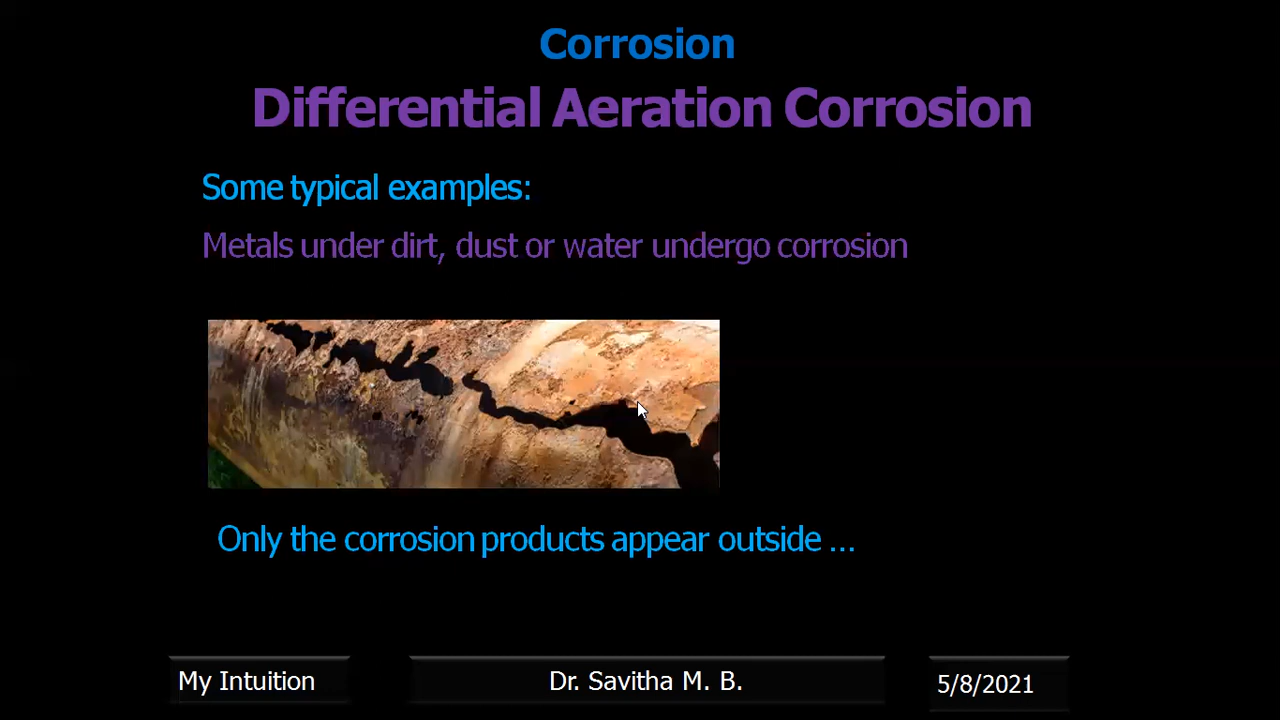 Corrosion
Differential Aeration Corrosion
Some typical examples:
Metals under dirt, dust or water undergo corrosion
Only the corrosion products appear outside ...
My Intuition
Dr. Savitha M. B.
5/8/2021